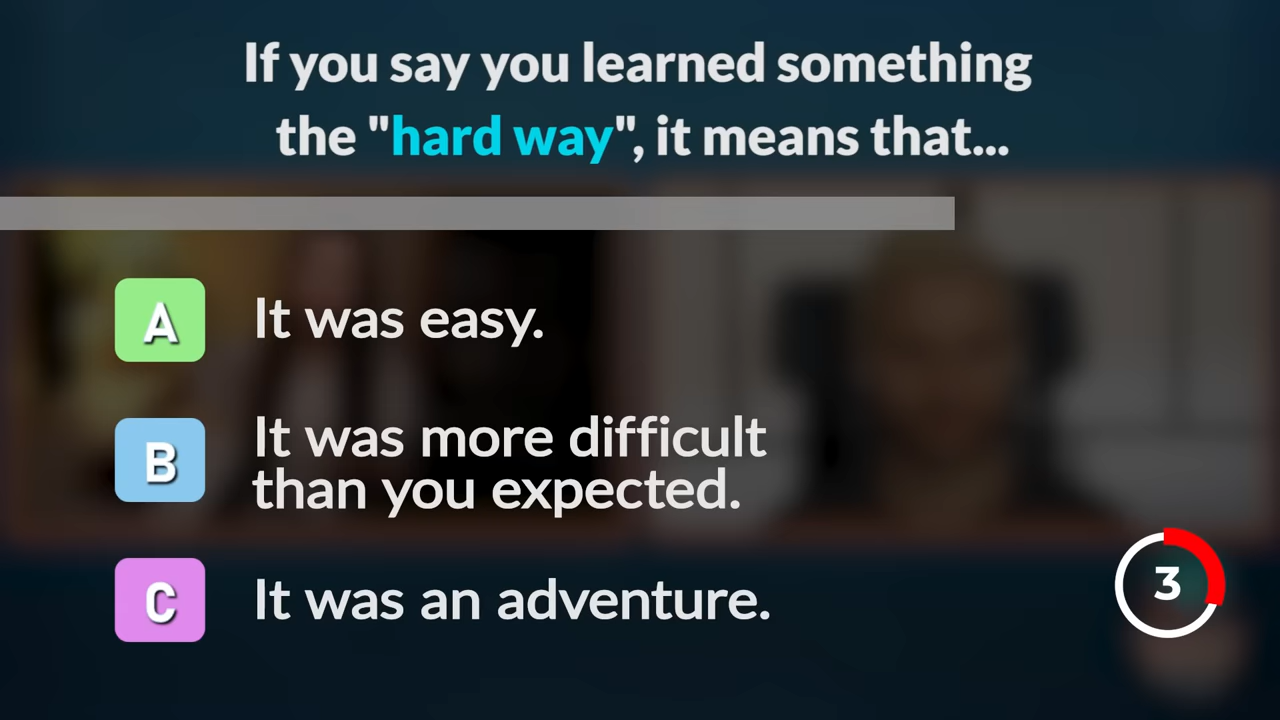 If you say you learned something
the "hard way", it means that...
A It was easy.
B It was more difficult
than you expected.
C It was an adventure.
3